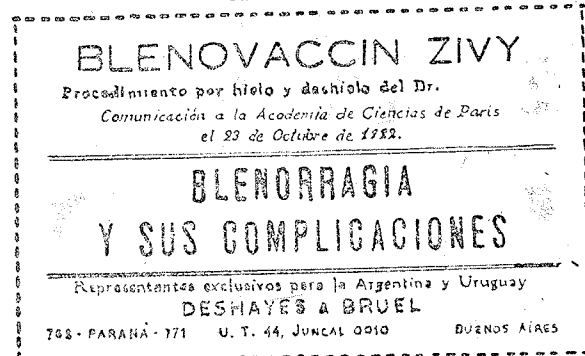 BLENOVACCIN ZIVY
Procedimiento por hielo y deshielo del Dr.
Comunicación a la Academia de Ciencias de Paris
el 23 de Octubre de 1922.
BLENORRAGIA
Y SUS COMPLICACIONES
Representantes exclusivos para la Argentina y Uruguay
DESHAYES & BRUEL
768 - PARANÁ - 771 U. T. 44, JUNCAL 0010 BUENOS AIRES